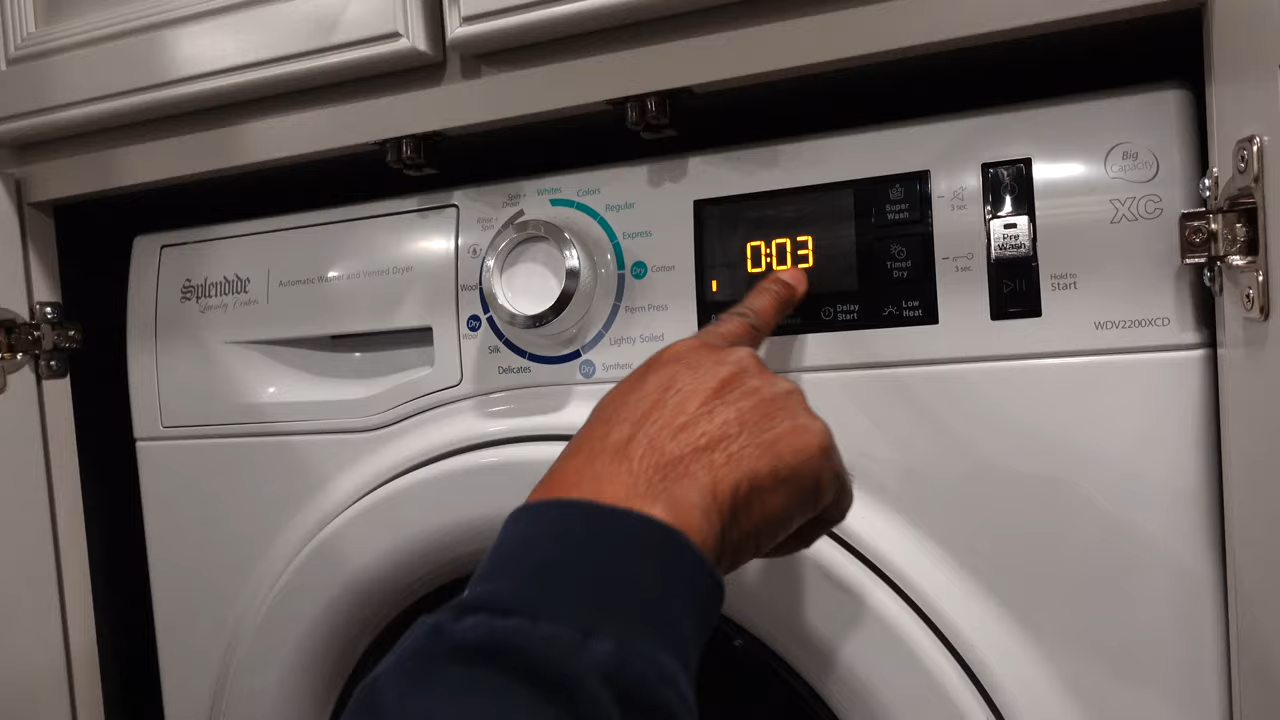 Splendide
Laundry Centers
Automatic Washer and Vented Dryer
Spin +
Drain
Rinse +
Spin
Wool
Dry
Wool
Silk
Delicates
Whites
Colors
Regular
Express
Dry Cotton
Perm Press
Lightly Soiled
Dry Synthetic
0:03
Super
Wash
Timed
Dry
Delay
Start
Low
Heat
3 sec.
3 sec.
Pre
Wash
Hold to
Start
Big
Capacity
XC
WDV2200XCD